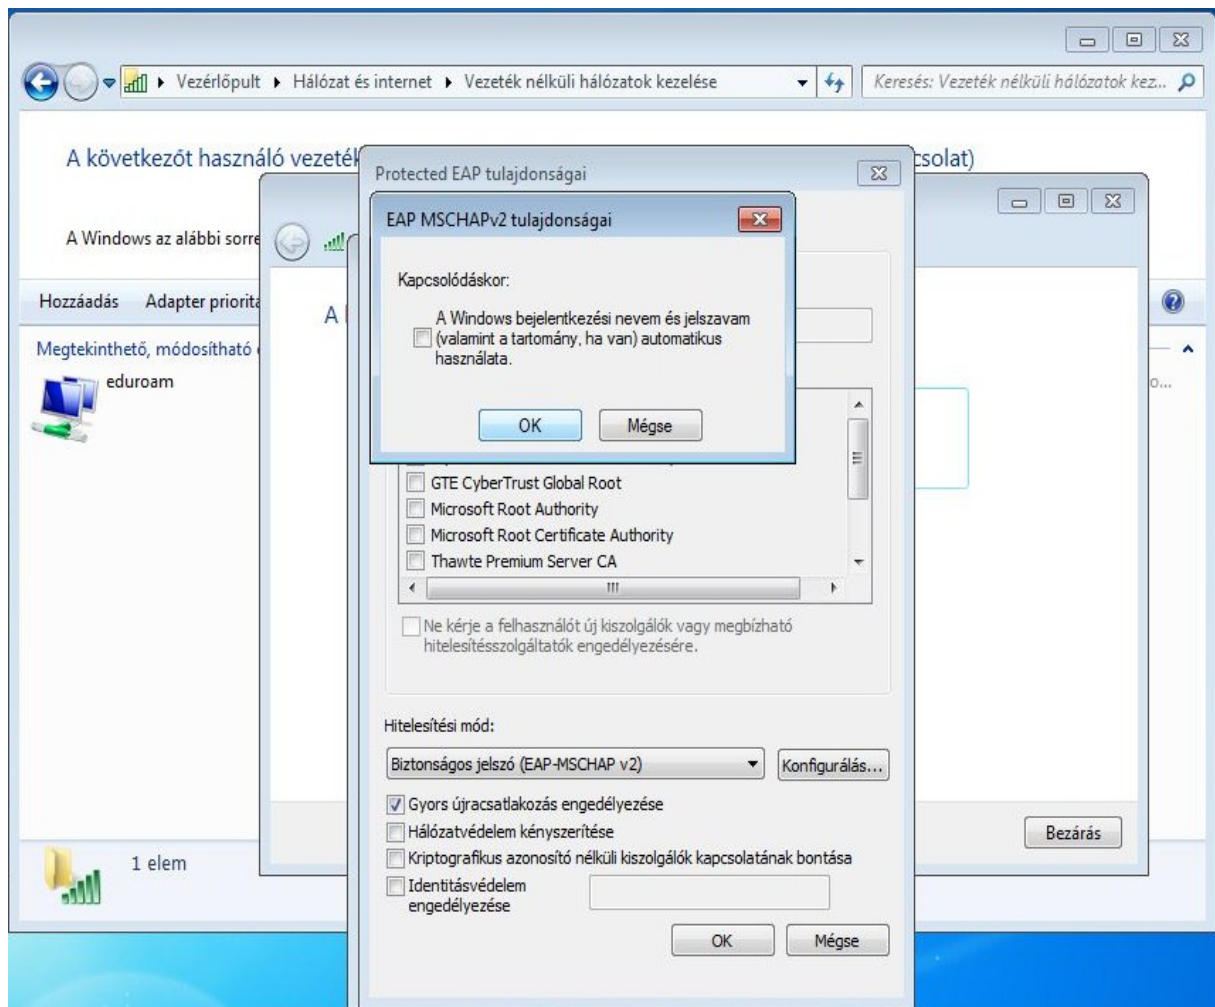 Vezérlőpult ▸ Hálózat és internet ▸ Vezeték nélküli hálózatok kezelése
Keresés: Vezeték nélküli hálózatok kez...
A következőt használó
csolat)
A Windows az alábbi
Hozzáadás Adapter
Megtekinthető, módosítható
eduroam
o...
A
1 elem
Bezárás
Protected EAP tulajdonságai
EAP MSCHAPv2 tulajdonságai
Kapcsolódáskor:
A Windows bejelentkezési nevem és jelszavam
(valamint a tartomány, ha van) automatikus
használata.
OK Mégse
GTE CyberTrust Global Root
Microsoft Root Authority
Microsoft Root Certificate Authority
Thawte Premium Server CA
Ne kérje a felhasználót új kiszolgálók vagy megbízható
hitelesítésszolgáltatók engedélyezésére.
Hitelesítési mód:
Biztonságos jelszó (EAP-MSCHAP v2) Konfigurálás...
Gyors újracsatlakozás engedélyezése
Hálózatvédelem kényszerítése
Kriptografikus azonosító nélküli kiszolgálók kapcsolatának bontása
Identitásvédelem
engedélyezése
OK Mégse